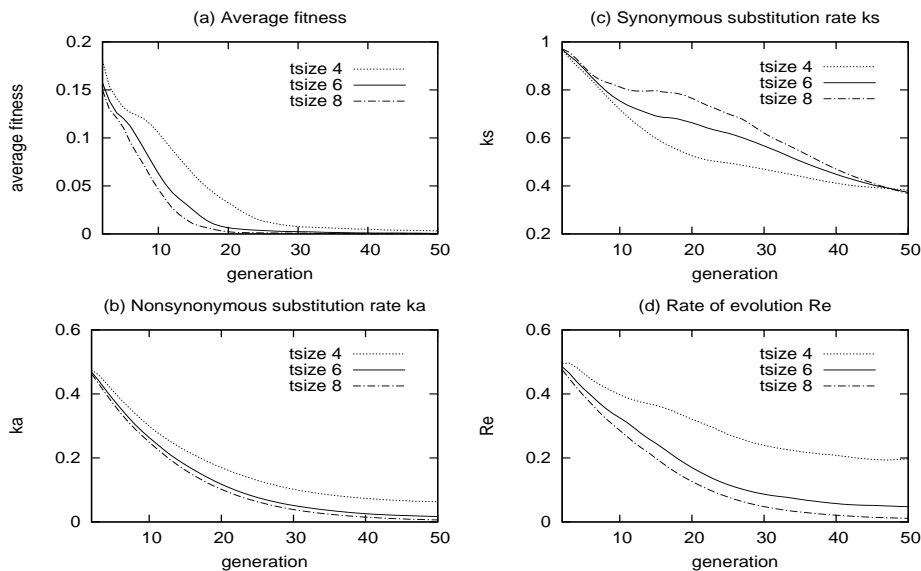 (a) Average fitness
0.2
0.15
0.1
0.05
0
average fitness
tsize 4
tsize 6
tsize 8
10 20 30 40 50
generation
(c) Synonymous substitution rate ks
1
0.8
0.6
0.4
0.2
ks
tsize 4
tsize 6
tsize 8
10 20 30 40 50
generation
(b) Nonsynonymous substitution rate ka
0.6
0.4
0.2
0
ka
tsize 4
tsize 6
tsize 8
10 20 30 40 50
generation
(d) Rate of evolution Re
0.6
0.4
0.2
0
Re
tsize 4
tsize 6
tsize 8
10 20 30 40 50
generation